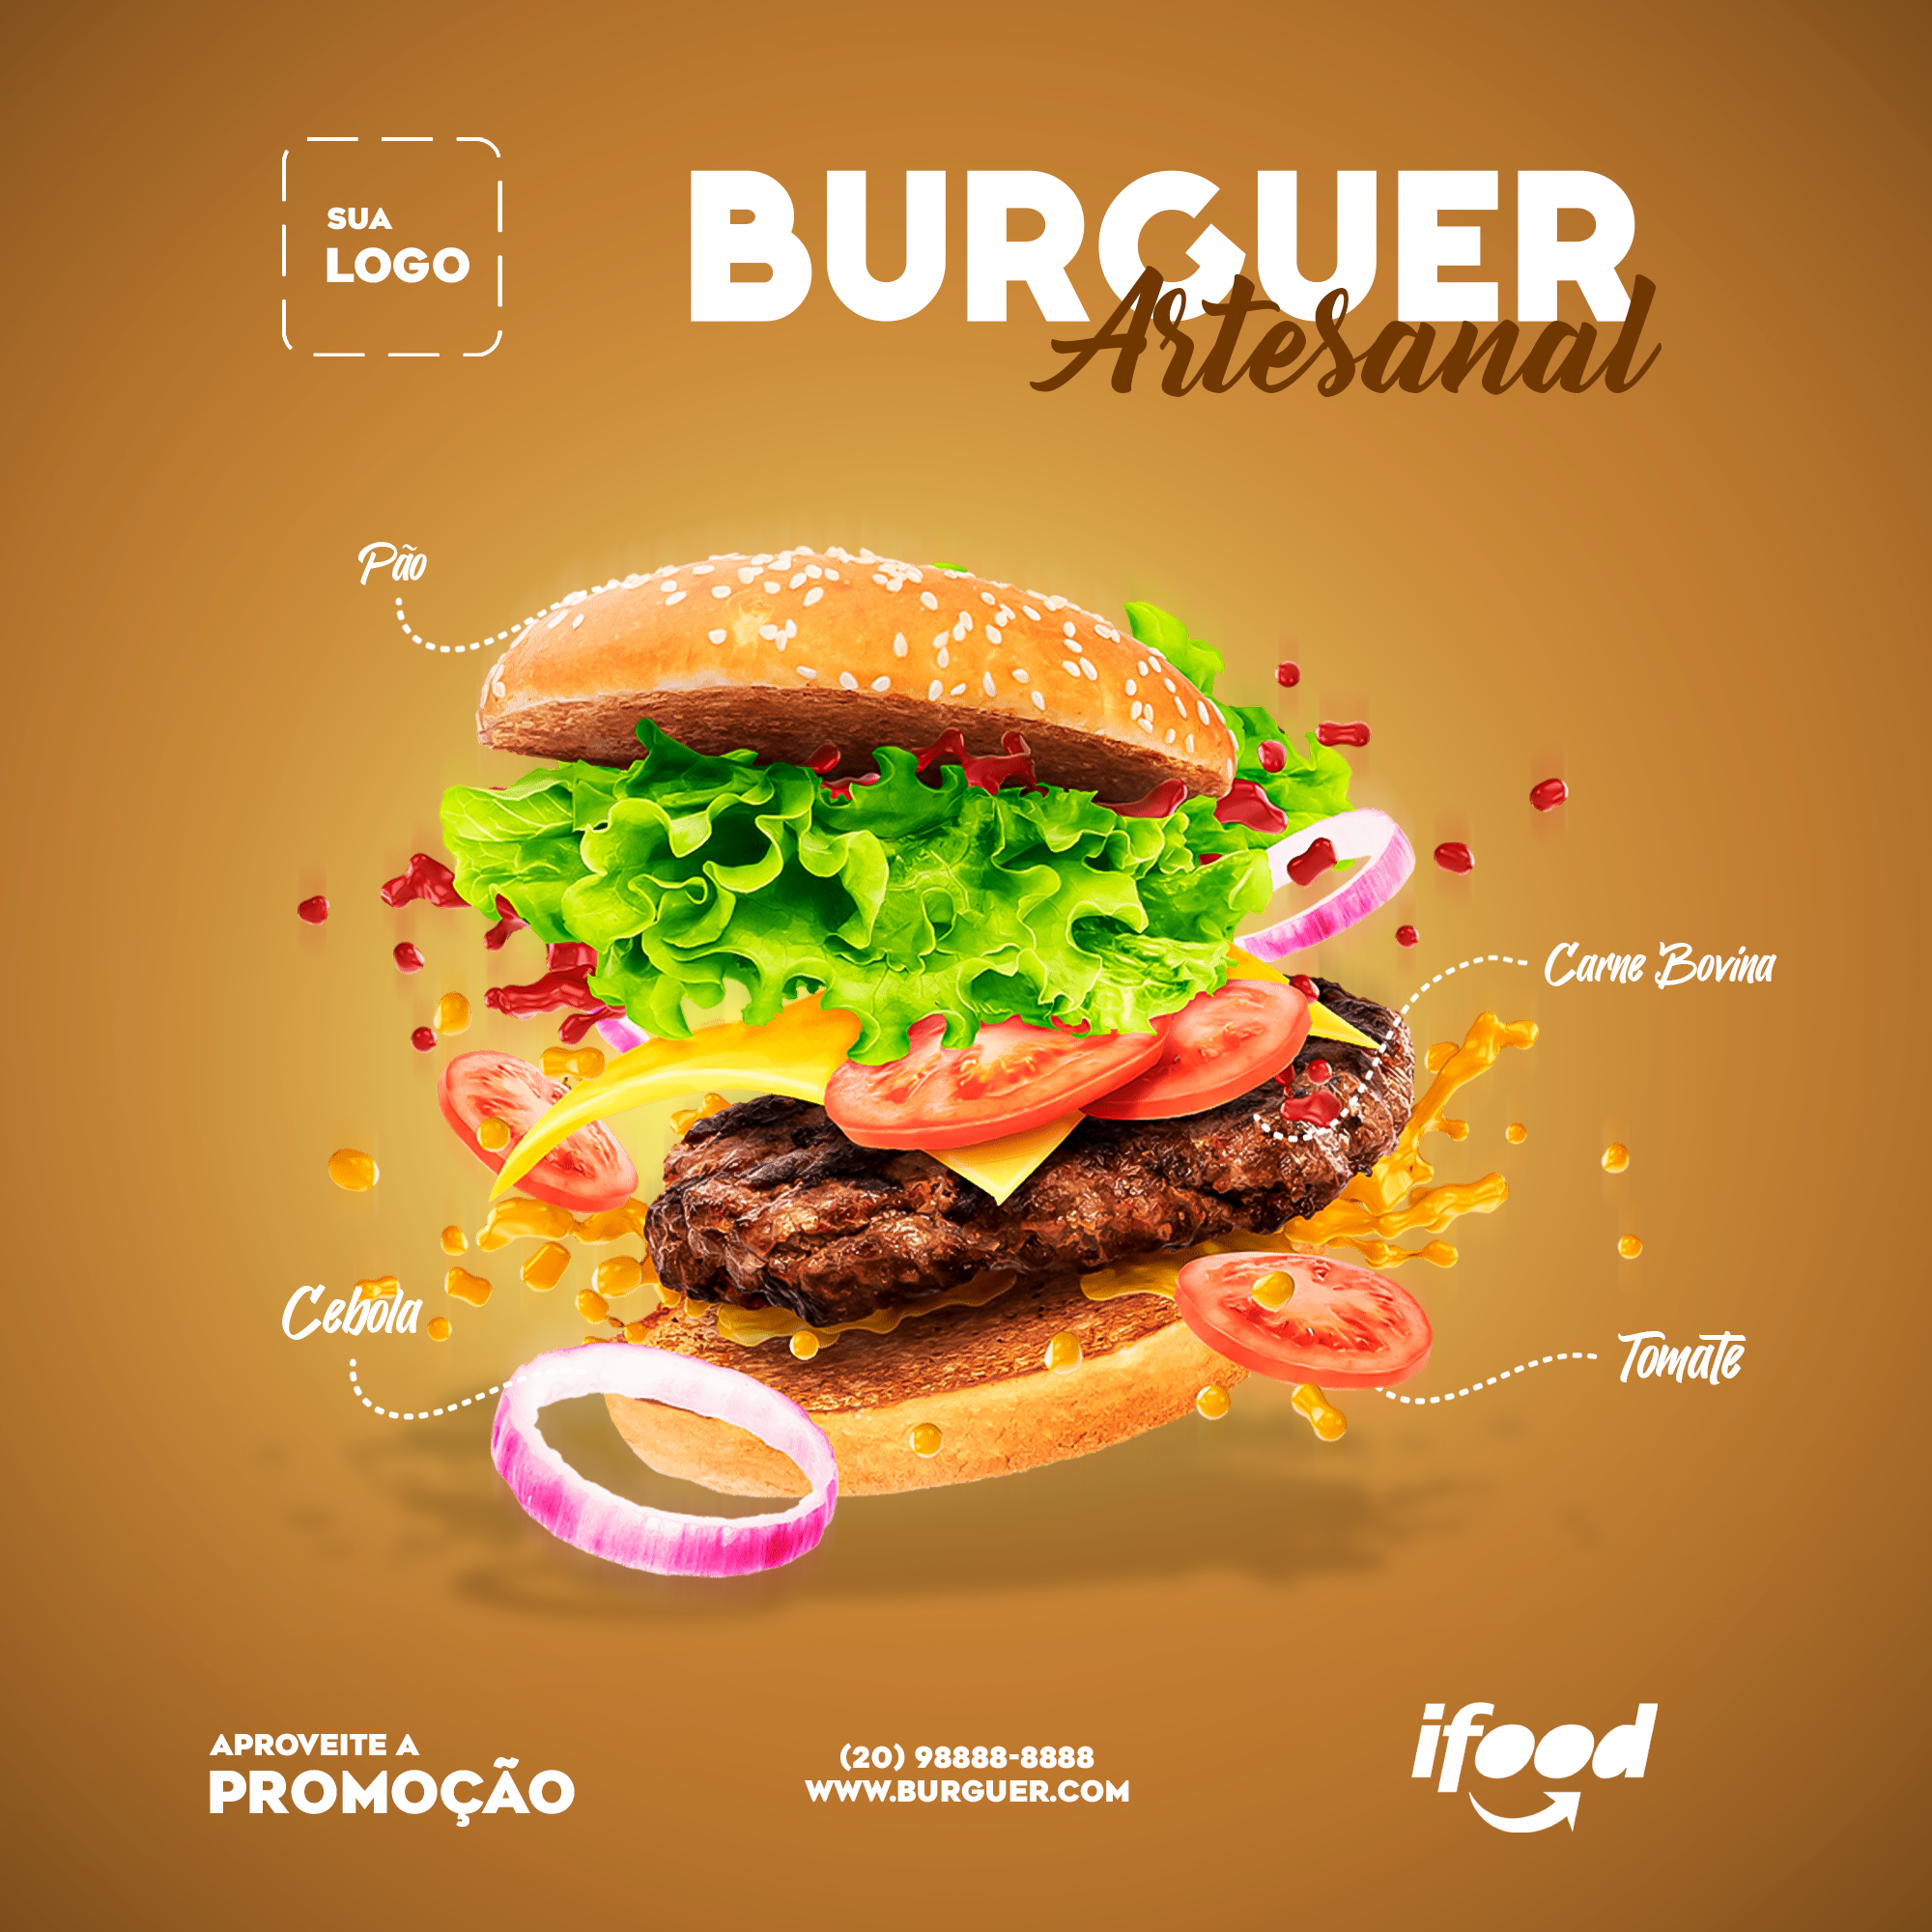 SUA
LOGO
BURGUER
Artesanal
Pão
Carne Bovina
Cebola
Tomate
APROVEITE A
PROMOÇÃO
(20) 98888-8888
WWW.BURGUER.COM
ifood